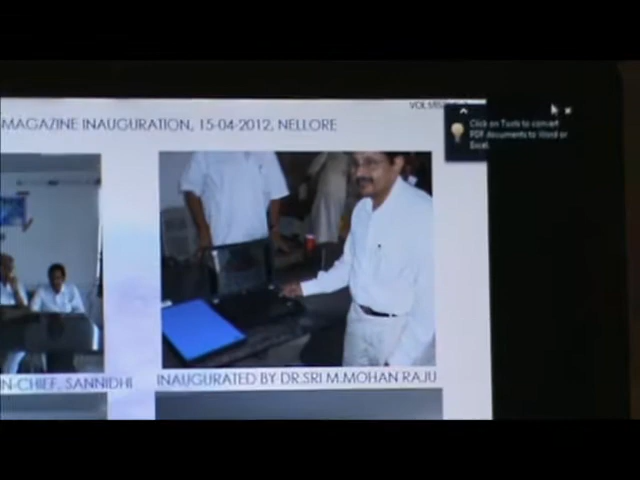 MAGAZINE INAUGURATION, 15-04-2012, NELLORE
Click on Tools to convert
PDF documents to Word or
Excel.
N-CHIEF, SANNIDHI
INAUGURATED BY DR.SRI M.MOHAN RAJU